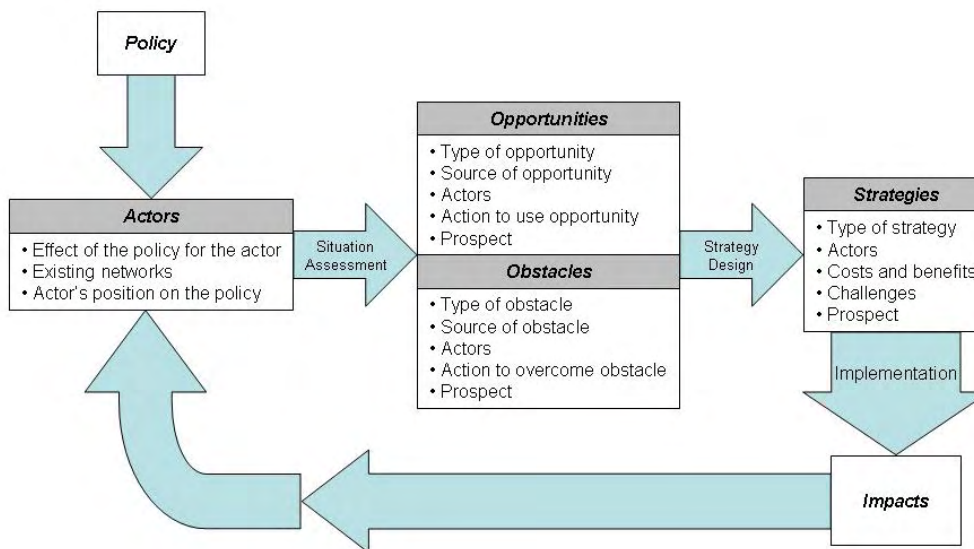 Policy
Actors
• Effect of the policy for the actor
• Existing networks
• Actor's position on the policy
Situation
Assessment
Opportunities
• Type of opportunity
• Source of opportunity
• Actors
• Action to use opportunity
• Prospect
Obstacles
• Type of obstacle
• Source of obstacle
• Actors
• Action to overcome obstacle
• Prospect
Strategy
Design
Strategies
• Type of strategy
• Actors
• Costs and benefits
• Challenges
• Prospect
Implementation
Impacts